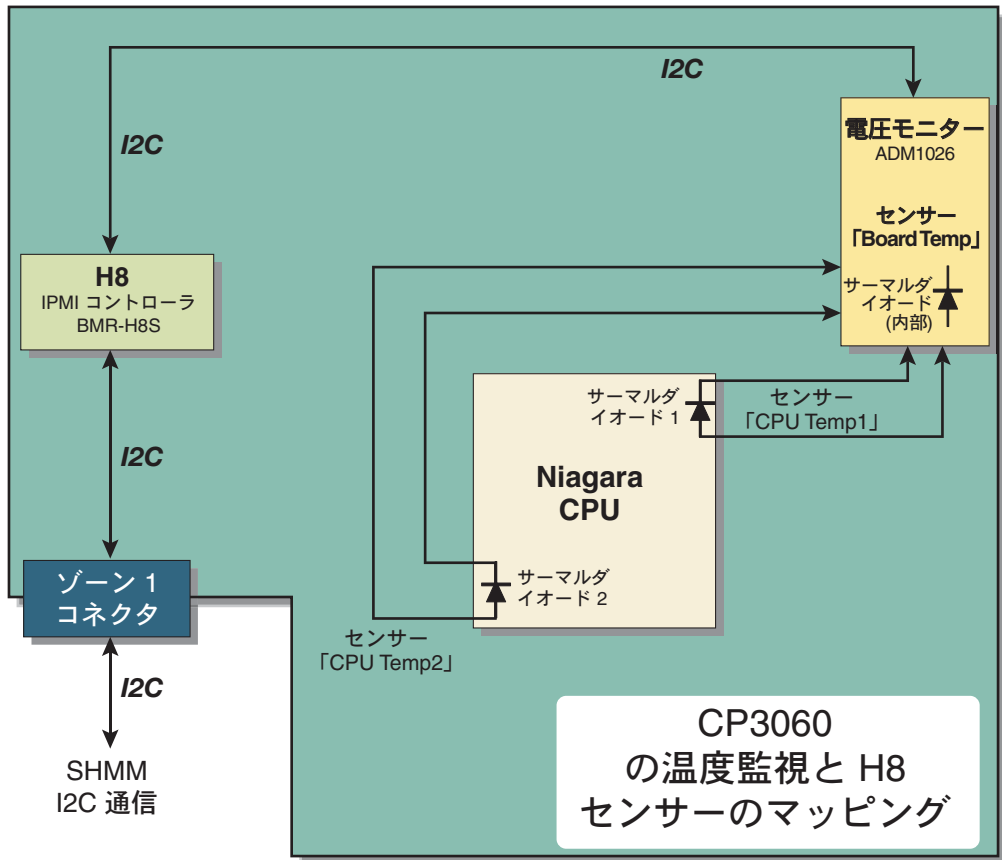 I2C
I2C
電圧モニター
ADM1026
センサー
「Board Temp」
サーマルダ
イオード
(内部)
H8
IPMI コントローラ
BMR-H8S
サーマルダ
イオード 1
センサー
「CPU Temp1」
I2C
Niagara
CPU
ゾーン 1
コネクタ
サーマルダ
イオード 2
センサー
「CPU Temp2」
I2C
SHMM
I2C 通信
CP3060
の温度監視と H8
センサーのマッピング